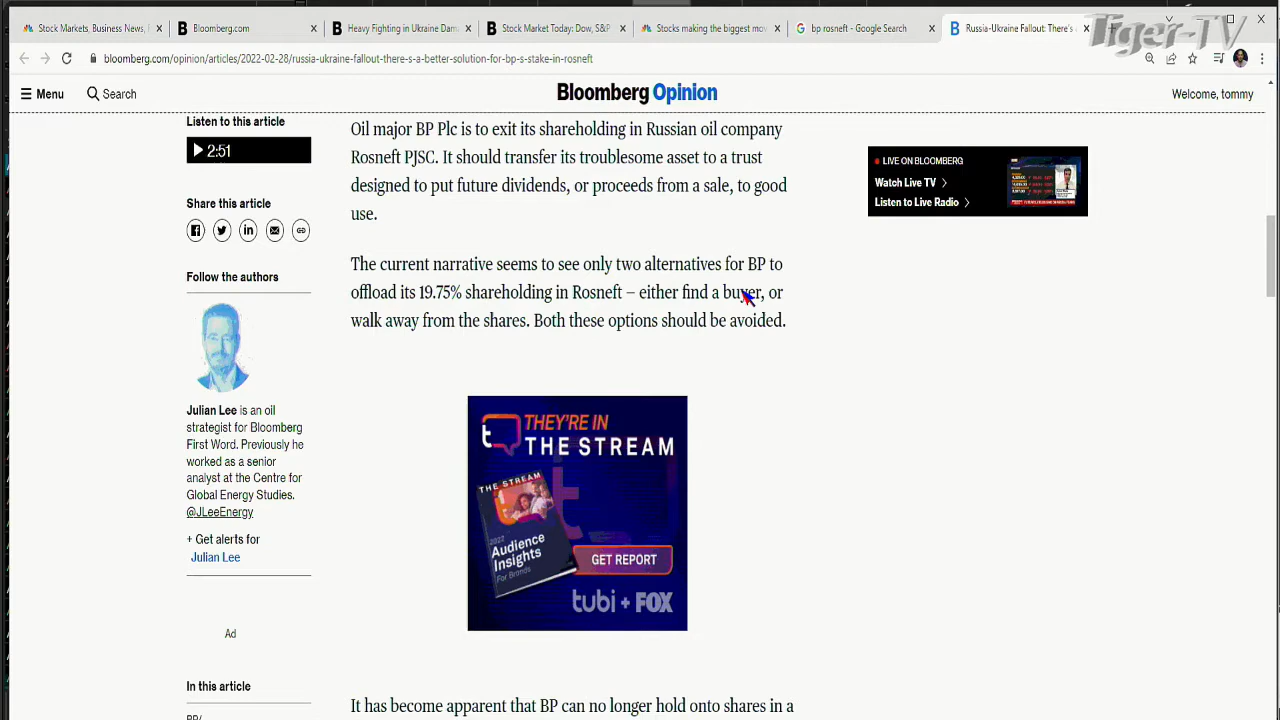 Stock Markets, Business News,
Bloomberg.com
Heavy Fighting in Ukraine Dam
Stock Market Today: Dow, S&P
Stocks making the biggest mov
bp rosneft - Google Search
Russia-Ukraine Fallout: There's
Tiger-TV
bloomberg.com/opinion/articles/2022-02-28/russia-ukraine-fallout-there-s-a-better-solution-for-bp-s-stake-in-rosneft
Menu
Search
Bloomberg Opinion
Welcome, tommy
Listen to this article
2:51
Share this article
Follow the authors
Julian Lee is an oil
strategist for Bloomberg
First Word. Previously he
worked as a senior
analyst at the Centre for
Global Energy Studies.
@JLeeEnergy
+ Get alerts for
Julian Lee
Ad
In this article
BP/
Oil major BP Plc is to exit its shareholding in Russian oil company
Rosneft PJSC. It should transfer its troublesome asset to a trust
designed to put future dividends, or proceeds from a sale, to good
use.
The current narrative seems to see only two alternatives for BP to
offload its 19.75% shareholding in Rosneft – either find a buyer, or
walk away from the shares. Both these options should be avoided.
THEY'RE IN
THE STREAM
THE STREAM
2022
Audience
Insights
For Brands
GET REPORT
tubi + FOX
It has become apparent that BP can no longer hold onto shares in a
LIVE ON BLOOMBERG
Watch Live TV
Listen to Live Radio